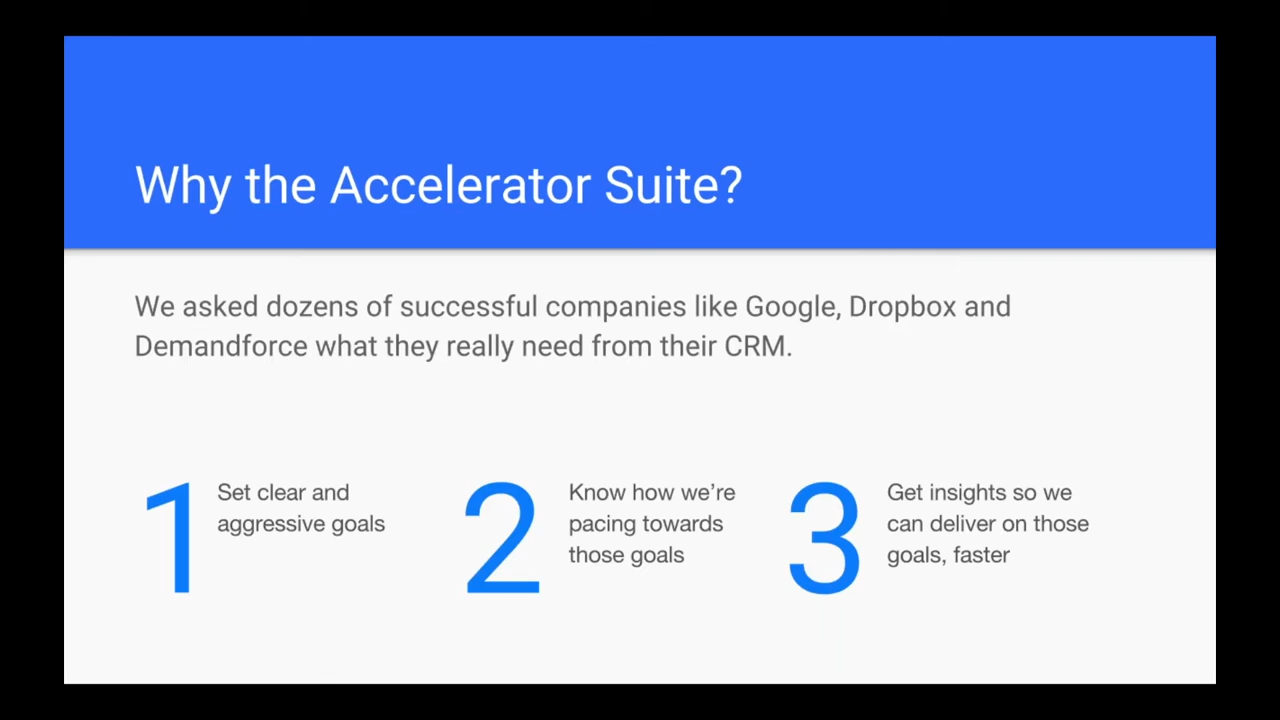 Why the Accelerator Suite?
We asked dozens of successful companies like Google, Dropbox and
Demandforce what they really need from their CRM.
1
Set clear and
aggressive goals
2
Know how we’re
pacing towards
those goals
3
Get insights so we
can deliver on those
goals, faster